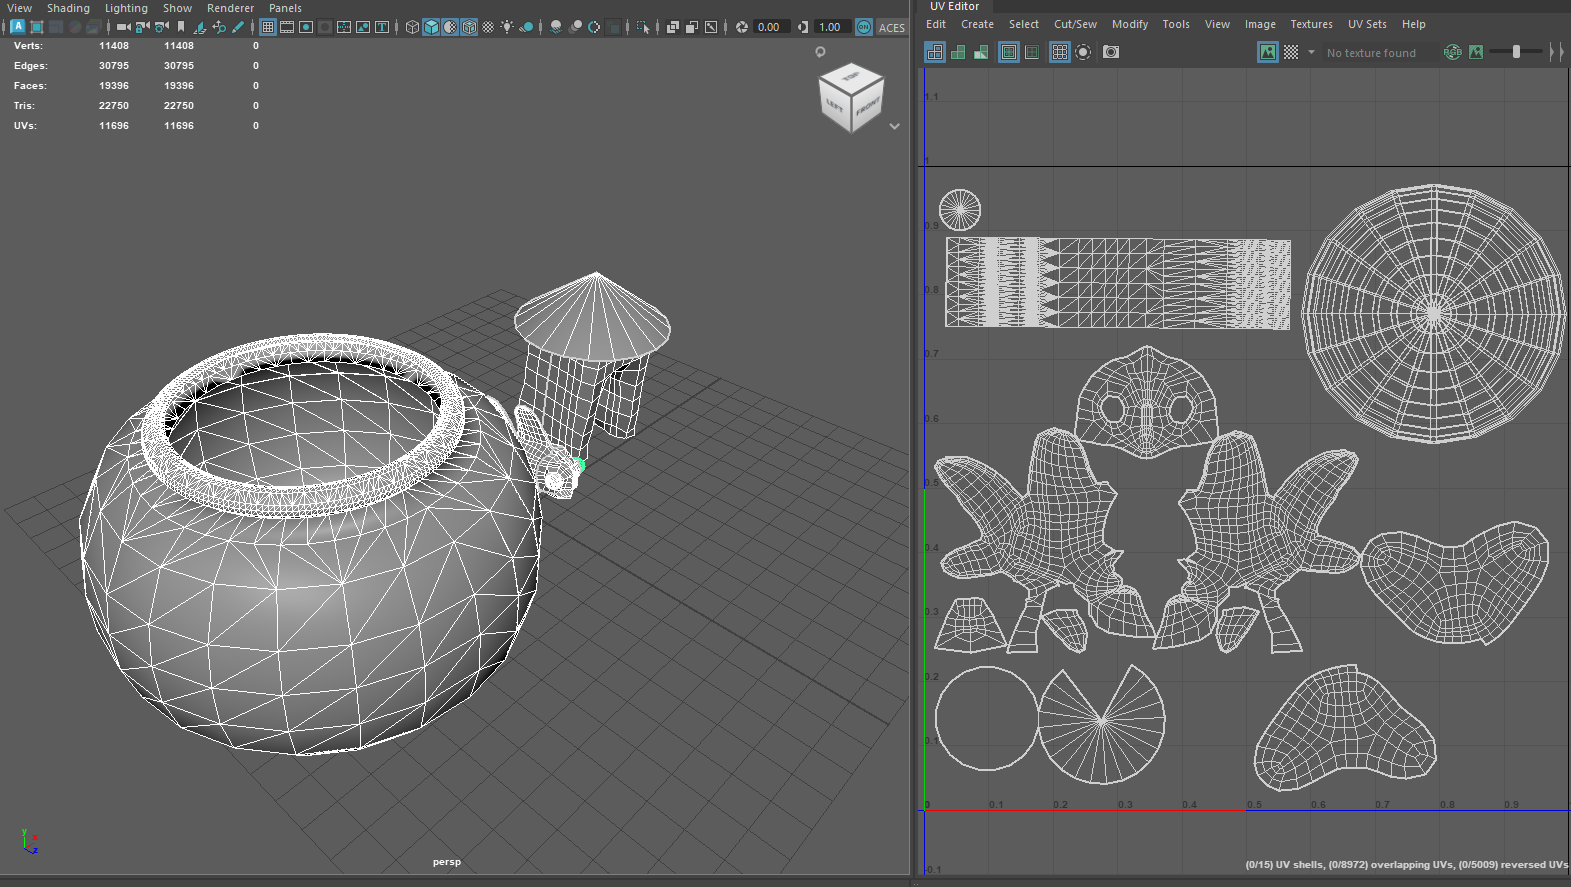 View Shading Lighting Show Renderer Panels
0.00 1.00 ON ACES
Verts: 11408 11408 0
Edges: 30795 30795 0
Faces: 19396 19396 0
Tris: 22750 22750 0
UVs: 11696 11696 0
TOP
LEFT FRONT
persp
y
x
z
UV Editor
Edit Create Select Cut/Sew Modify Tools View Image Textures UV Sets Help
No texture found RGB
1.1
1
0.9
0.8
0.7
0.6
0.5
0.4
0.3
0.2
0.1
0 0.1 0.2 0.3 0.4 0.5 0.6 0.7 0.8 0.9
-0.1
(0/15) UV shells, (0/8972) overlapping UVs, (0/5009) reversed UVs